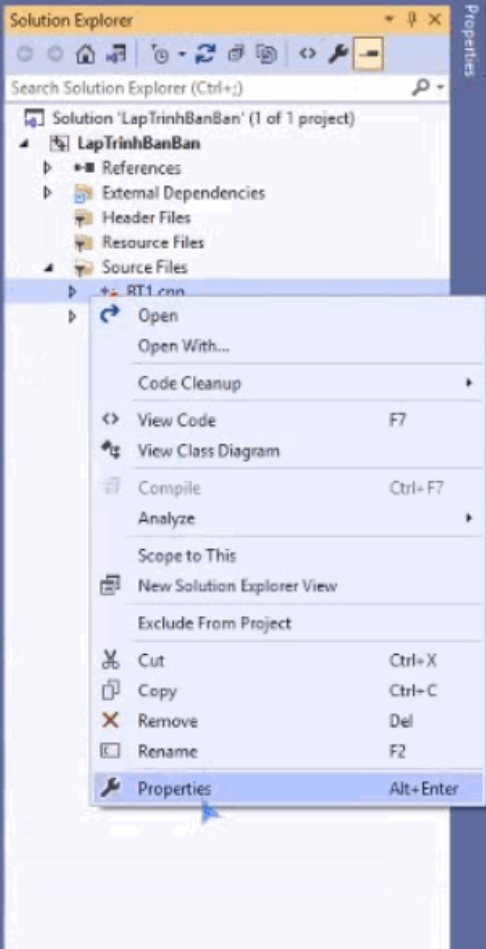 Solution Explorer
Properties
Search Solution Explorer (Ctrl+;)
Solution 'LapTrinhBanBan' (1 of 1 project)
LapTrinhBanBan
References
External Dependencies
Header Files
Resource Files
Source Files
BT1.cpp
Open
Open With...
Code Cleanup
View Code F7
View Class Diagram
Compile Ctrl+F7
Analyze
Scope to This
New Solution Explorer View
Exclude From Project
Cut Ctrl+X
Copy Ctrl+C
Remove Del
Rename F2
Properties Alt+Enter